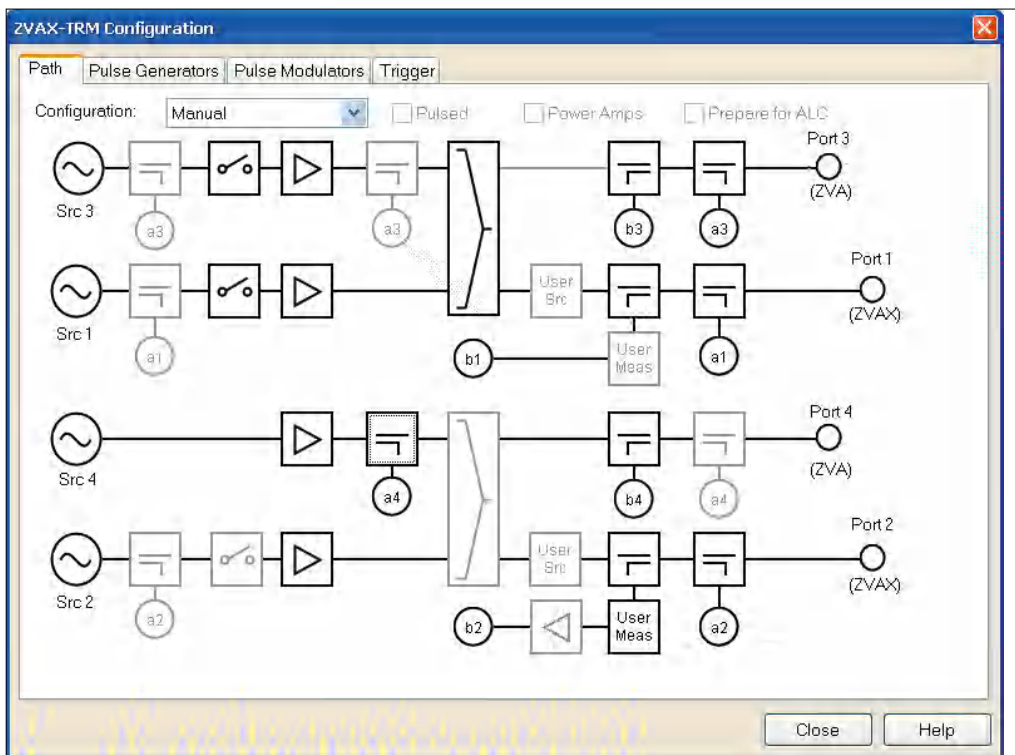 ZVAX-TRM Configuration
Path Pulse Generators Pulse Modulators Trigger
Configuration: Manual Pulsed Power Amps Prepare for ALC
Port 3
(ZVA)
Src 3
a3
a3
b3
a3
Port 1
(ZVAX)
User
Src
Src 1
a1
b1
User
Meas
a1
Port 4
(ZVA)
Src 4
a4
b4
a4
Port 2
(ZVAX)
User
Src
Src 2
a2
b2
User
Meas
a2
Close Help